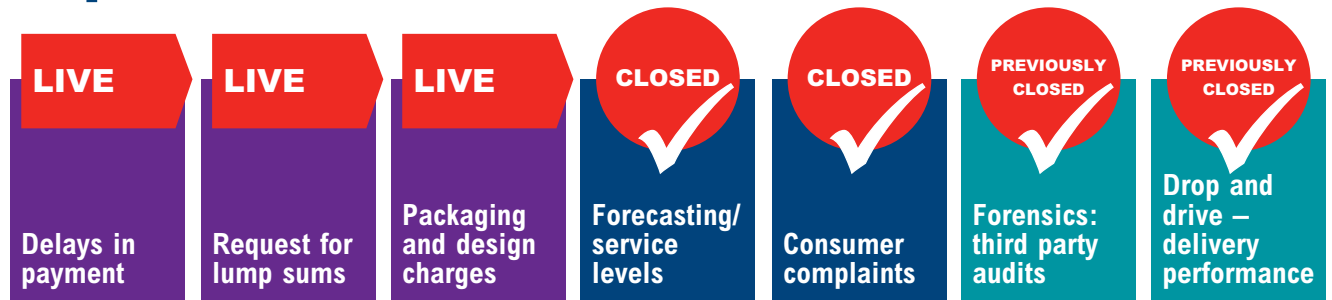 LIVE
Delays in
payment
LIVE
Request for
lump sums
LIVE
Packaging
and design
charges
CLOSED
Forecasting/
service
levels
CLOSED
Consumer
complaints
PREVIOUSLY
CLOSED
Forensics:
third party
audits
PREVIOUSLY
CLOSED
Drop and
drive –
delivery
performance